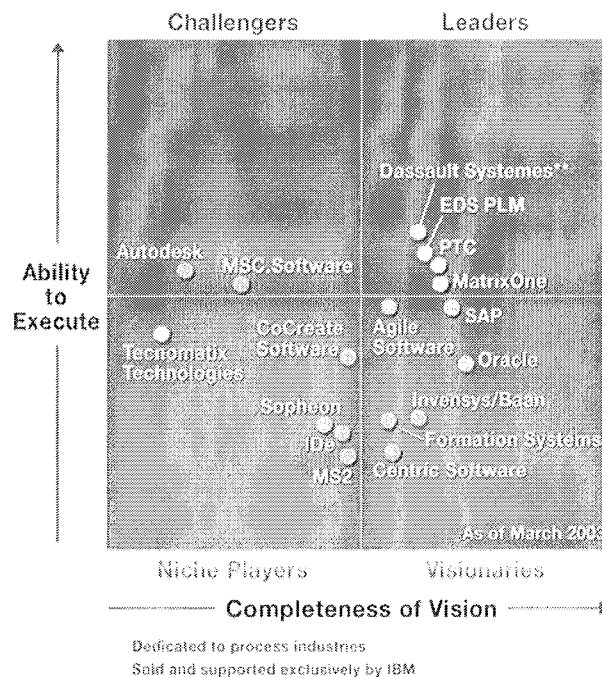 Challengers
Leaders
Dassault Systemes**
EDS PLM
PTC
Autodesk
MSC.Software
MatrixOne
Ability
to
Execute
SAP
Agile
Software
CoCreate
Software
Tecnomatix
Technologies
Oracle
Invensys/Baan
Sopheon
Formation Systems
IDe
Centric Software
MS2
As of March 2003
Niche Players
Visionaries
Completeness of Vision
Dedicated to process industries
Sold and supported exclusively by IBM